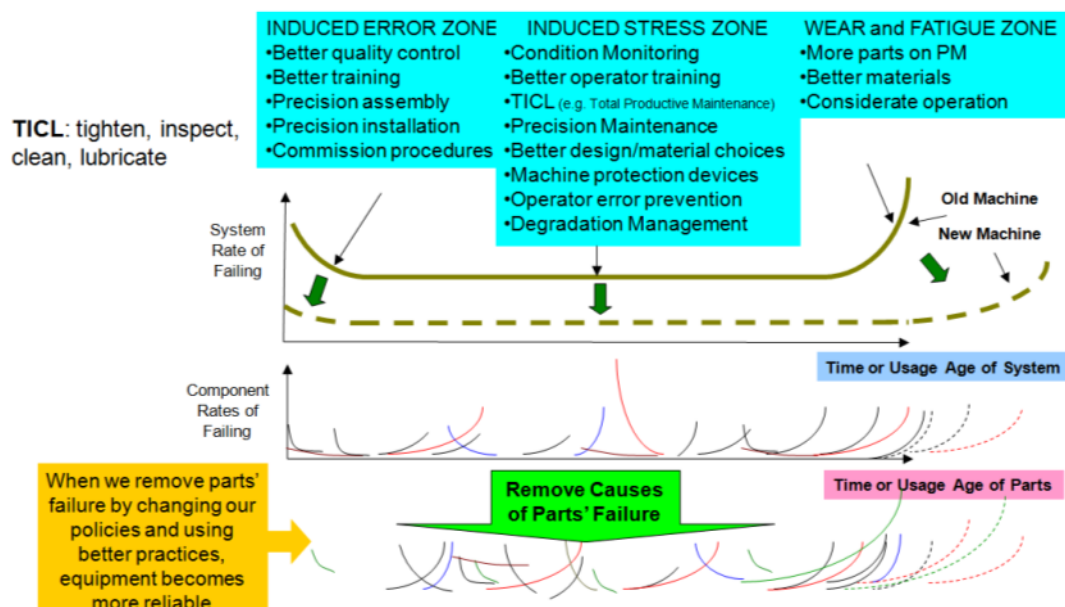 INDUCED ERROR ZONE
•Better quality control
•Better training
•Precision assembly
•Precision installation
•Commission procedures
INDUCED STRESS ZONE
•Condition Monitoring
•Better operator training
•TICL (e.g. Total Productive Maintenance)
•Precision Maintenance
•Better design/material choices
•Machine protection devices
•Operator error prevention
•Degradation Management
WEAR and FATIGUE ZONE
•More parts on PM
•Better materials
•Considerate operation
TICL: tighten, inspect,
clean, lubricate
System
Rate of
Failing
Old Machine
New Machine
Time or Usage Age of System
Component
Rates of
Failing
Time or Usage Age of Parts
When we remove parts'
failure by changing our
policies and using
better practices,
equipment becomes
more reliable
Remove Causes
of Parts' Failure